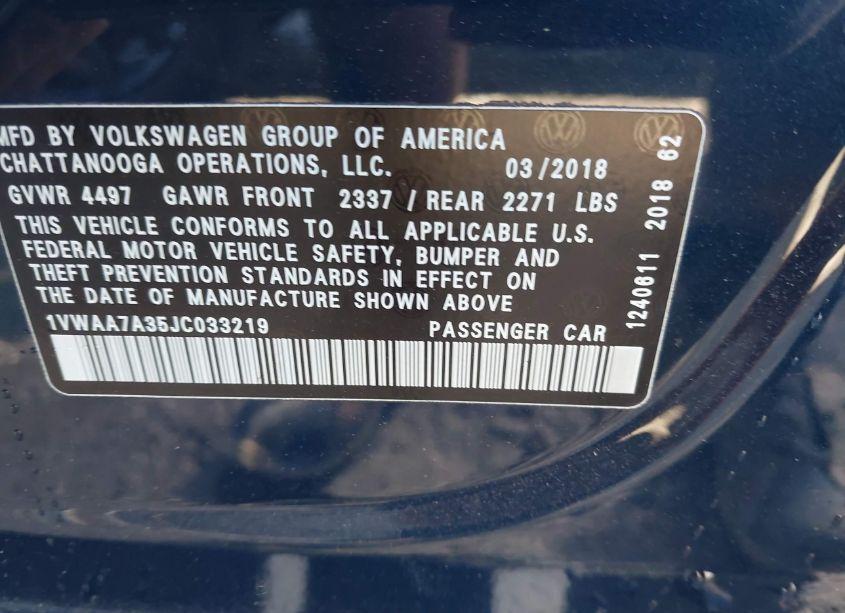 MFD BY VOLKSWAGEN GROUP OF AMERICA
CHATTANOOGA OPERATIONS, LLC. 03/2018
GVWR 4497 GAWR FRONT 2337 / REAR 2271 LBS
THIS VEHICLE CONFORMS TO ALL APPLICABLE U.S.
FEDERAL MOTOR VEHICLE SAFETY, BUMPER AND
THEFT PREVENTION STANDARDS IN EFFECT ON
THE DATE OF MANUFACTURE SHOWN ABOVE
1VWAA7A35JC033219 PASSENGER CAR
1240611 2018 62